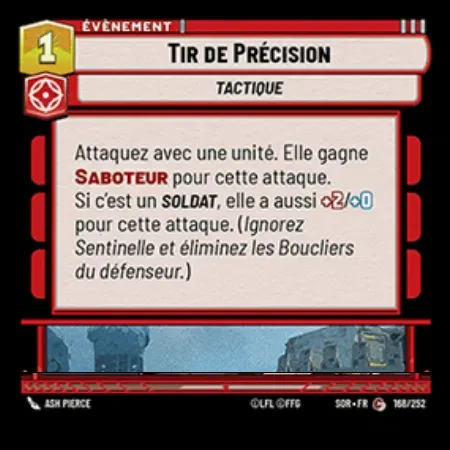 ÉVÈNEMENT
1
TIR DE PRÉCISION
TACTIQUE
Attaquez avec une unité. Elle gagne
SABOTEUR pour cette attaque.
Si c'est un SOLDAT, elle a aussi +2/+0
pour cette attaque. (Ignorez
Sentinelle et éliminez les Boucliers
du défenseur.)
ASH PIERCE
©LFL ©FFG
SOR • FR
C
168/252